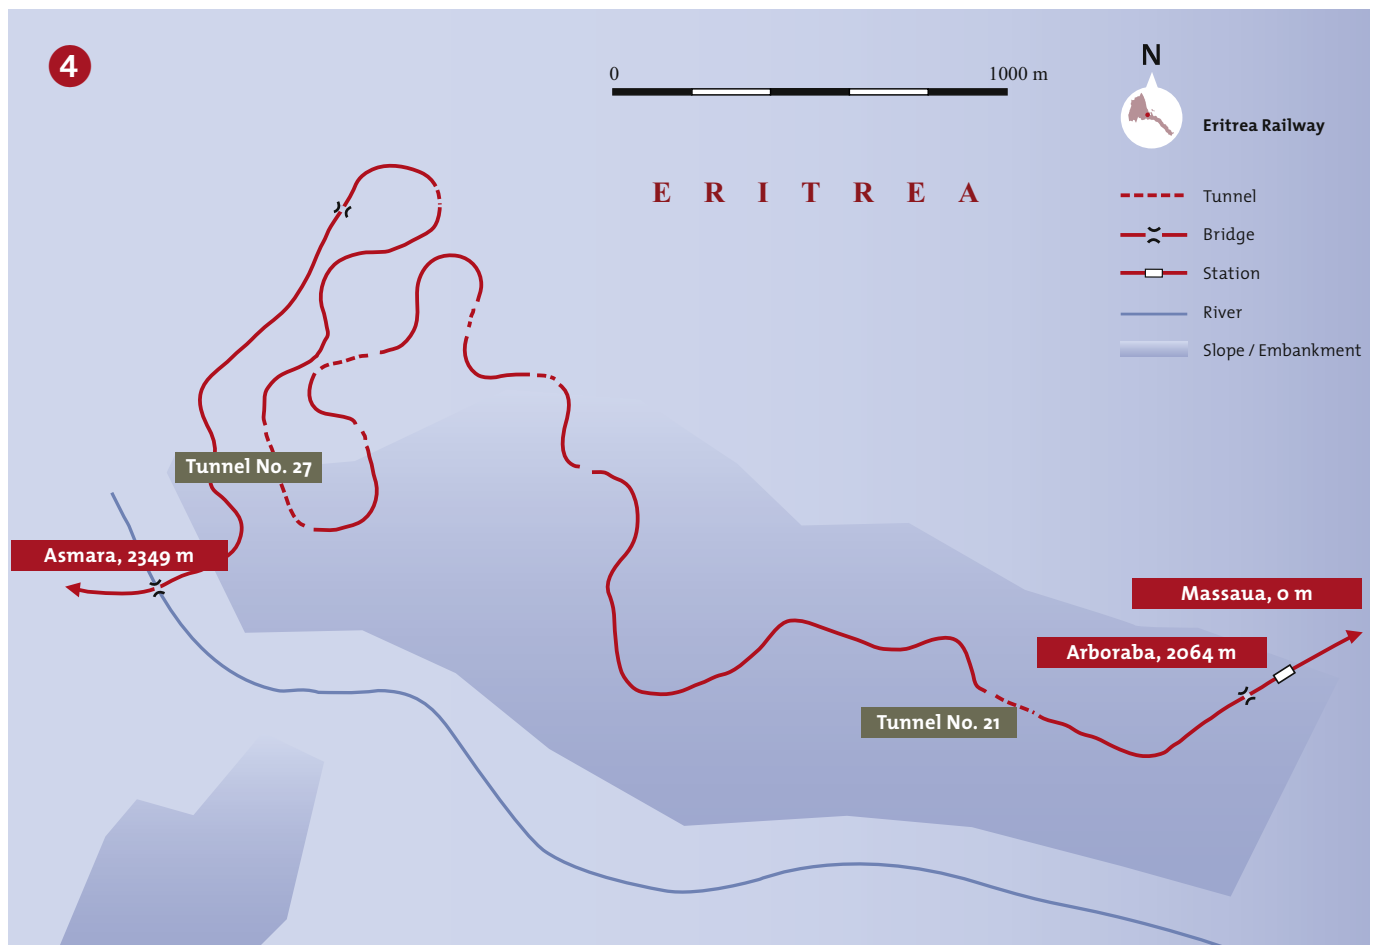 4
0 1000 m
N
Eritrea Railway
ERITREA
Tunnel
Bridge
Station
River
Slope / Embankment
Tunnel No. 27
Asmara, 2349 m
Massaua, 0 m
Arboraba, 2064 m
Tunnel No. 21